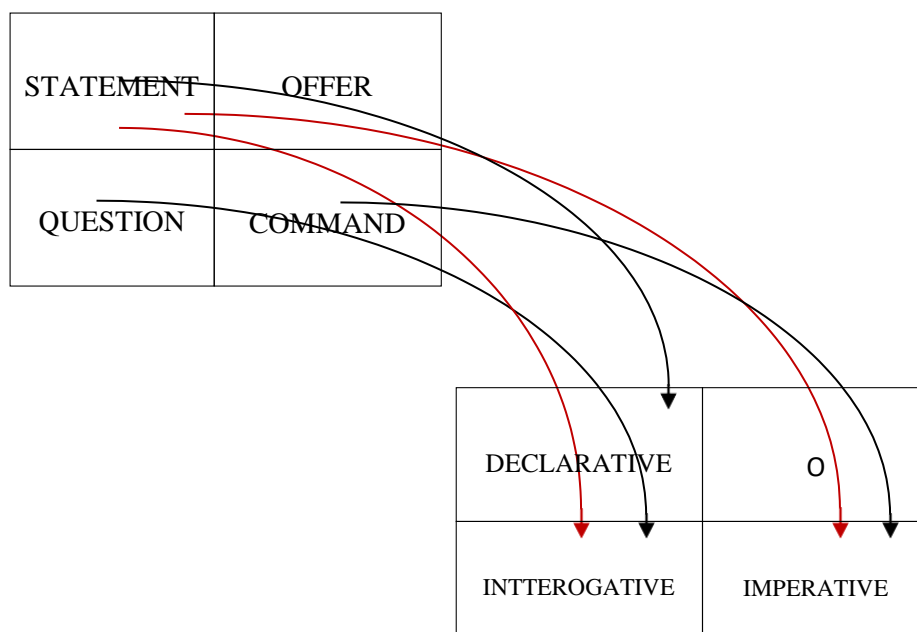 STATEMENT OFFER
QUESTION COMMAND
DECLARATIVE O
INTTEROGATIVE IMPERATIVE